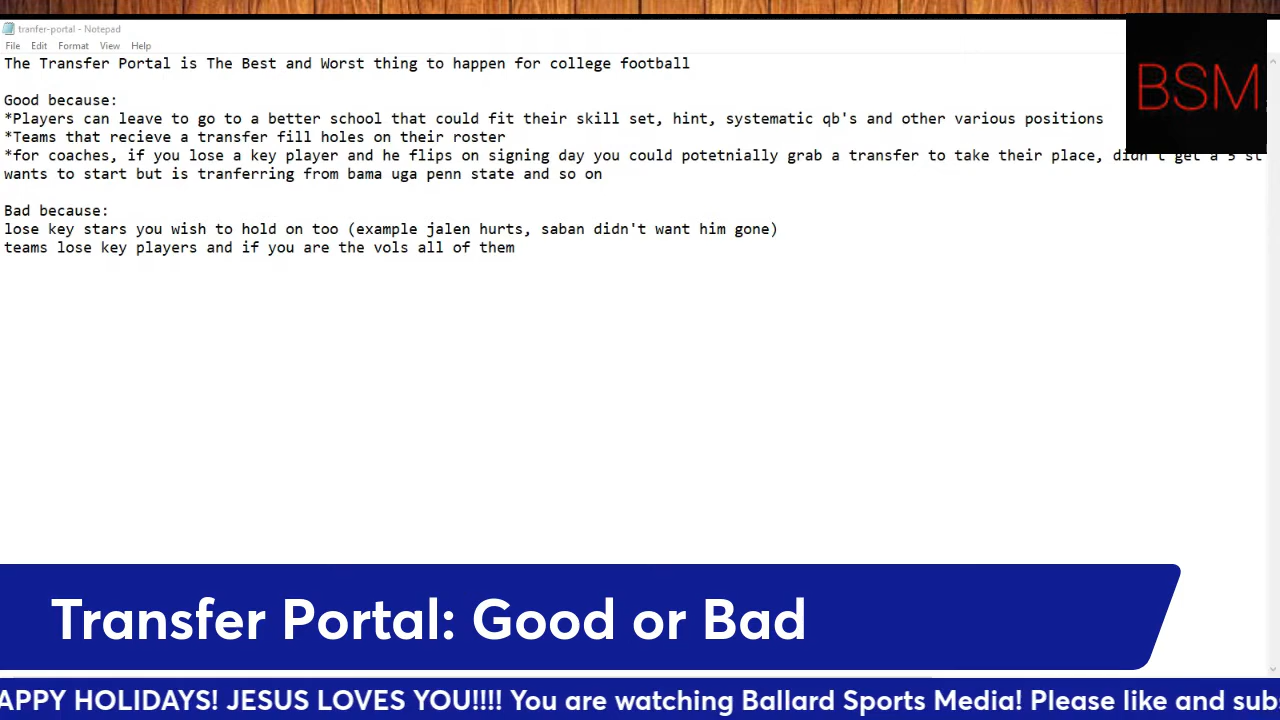 tranfer-portal - Notepad
File Edit Format View Help
The Transfer Portal is The Best and Worst thing to happen for college football
Good because:
*Players can leave to go to a better school that could fit their skill set, hint, systematic qb's and other various positions
*Teams that recieve a transfer fill holes on their roster
*for coaches, if you lose a key player and he flips on signing day you could potetnially grab a transfer to take their place, didn't get a 5 st
wants to start but is tranferring from bama uga penn state and so on
Bad because:
lose key stars you wish to hold on too (example jalen hurts, saban didn't want him gone)
teams lose key players and if you are the vols all of them
BSM
Transfer Portal: Good or Bad
APPY HOLIDAYS! JESUS LOVES YOU!!!! You are watching Ballard Sports Media! Please like and sub